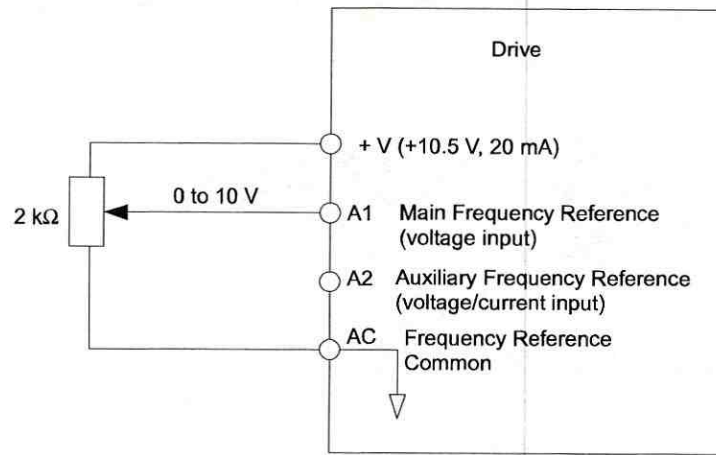 Drive
+ V (+10.5 V, 20 mA)
0 to 10 V
2 kΩ
A1 Main Frequency Reference
(voltage input)
A2 Auxiliary Frequency Reference
(voltage/current input)
AC Frequency Reference
Common